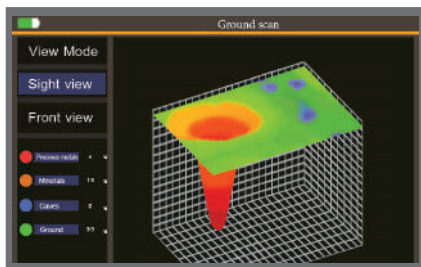 Ground scan
View Mode
Sight view
Front view
Precious metals
Minerals
Caves
Ground